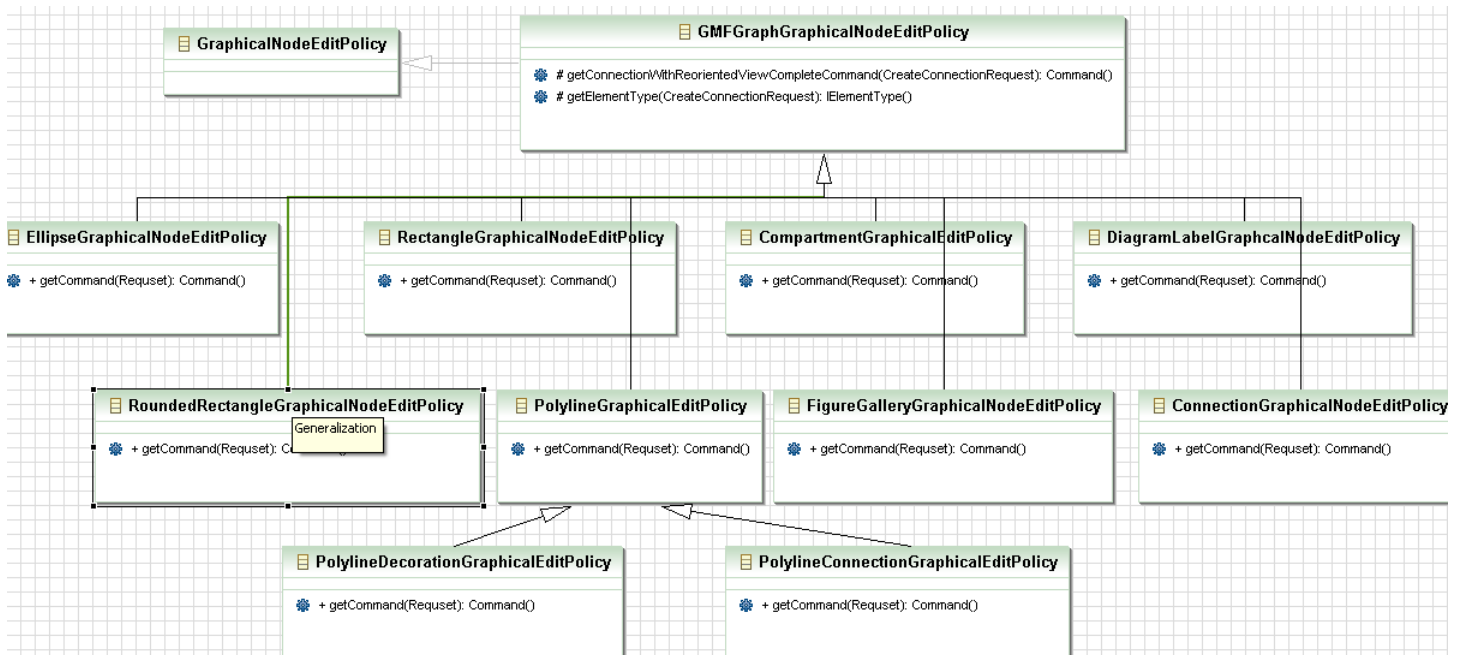 GraphicalNodeEditPolicy
GMFGraphGraphicalNodeEditPolicy
# getConnectionWithReorientedViewCompleteCommand(CreateConnectionRequest): Command()
# getElementType(CreateConnectionRequest): IElementType()
EllipseGraphicalNodeEditPolicy
+ getCommand(Requset): Command()
RectangleGraphicalNodeEditPolicy
+ getCommand(Requset): Command()
CompartmentGraphicalEditPolicy
+ getCommand(Requset): Command()
DiagramLabelGraphcalNodeEditPolicy
+ getCommand(Requset): Command()
RoundedRectangleGraphicalNodeEditPolicy
Generalization
+ getCommand(Requset):
PolylineGraphicalEditPolicy
+ getCommand(Requset): Command()
FigureGalleryGraphicalNodeEditPolicy
+ getCommand(Requset): Command()
ConnectionGraphicalNodeEditPolicy
+ getCommand(Requset): Command()
PolylineDecorationGraphicalEditPolicy
+ getCommand(Requset): Command()
PolylineConnectionGraphicalEditPolicy
+ getCommand(Requset): Command()